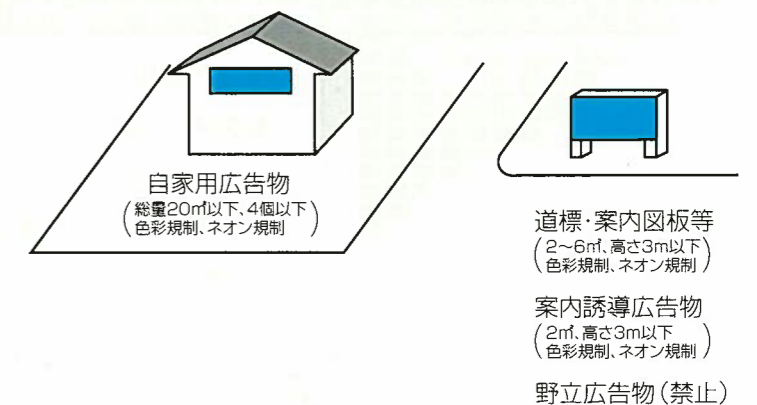 自家用広告物
(総量20㎡以下、4個以下
色彩規制、ネオン規制)
道標・案内図板等
(2~6㎡、高さ3m以下
色彩規制、ネオン規制)
案内誘導広告物
(2㎡、高さ3m以下
色彩規制、ネオン規制)
野立広告物(禁止)